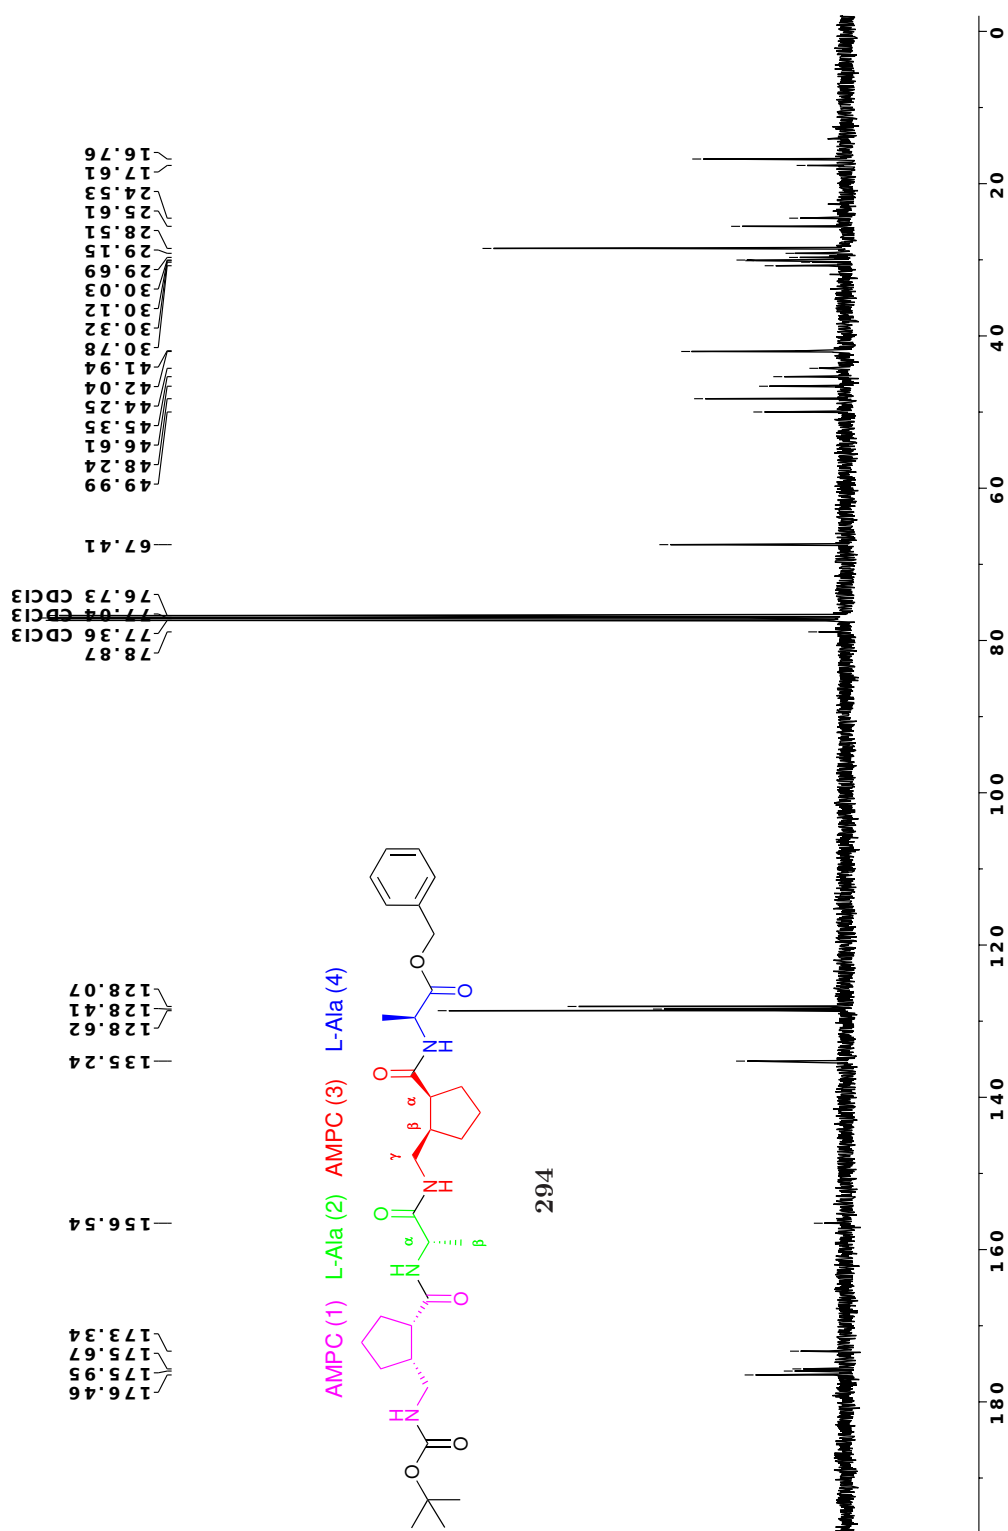 176.46
175.95
175.67
173.34
156.54
135.24
128.62
128.41
128.07
78.87
77.36 CDCl3
77.04 CDCl3
76.73 CDCl3
67.41
49.99
48.24
46.61
45.35
44.25
42.04
41.94
30.78
30.32
30.12
30.03
29.69
29.15
28.51
25.61
24.53
17.61
16.76
AMPC (1) L-Ala (2) AMPC (3) L-Ala (4)
O
O
H
N
O
H
N
α
β
O
N
H
γ
β
α
O
N
H
O
O
294
180 160 140 120 100 80 60 40 20 0